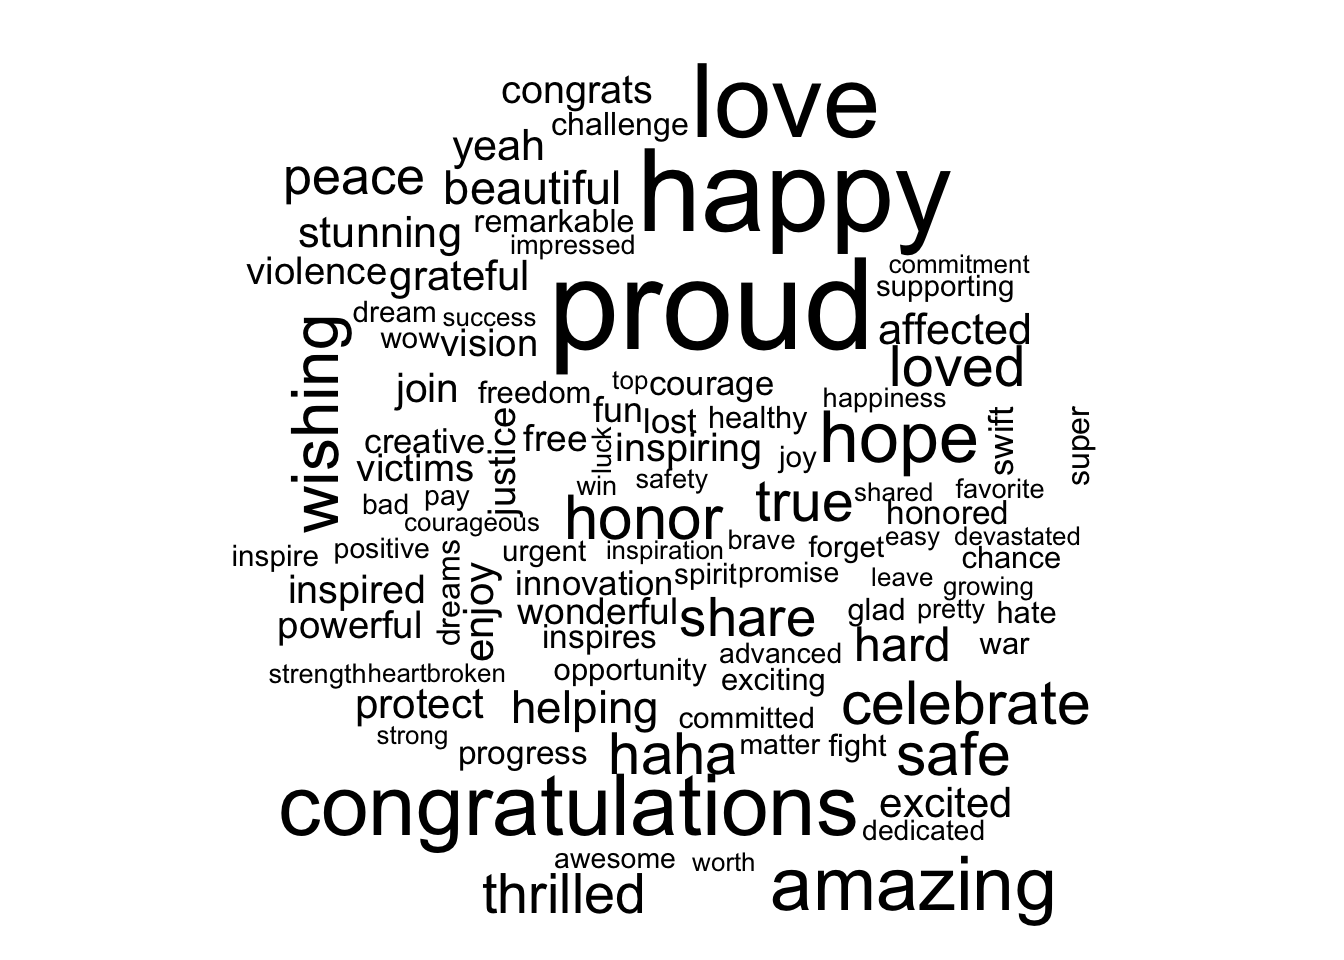 congrats
love
challenge
yeah
happy
peace
beautiful
stunning
remarkable
impressed
violence
grateful
proud
commitment
supporting
wishing
dream
success
wow
vision
affected
loved
join
freedom
top
courage
happiness
fun
lost
healthy
hope
swift
super
creative
justice
free
luck
inspiring
joy
victims
win
safety
bad
pay
courageous
honor
true
shared
favorite
honored
inspire
positive
urgent
inspiration
brave
forget
easy
devastated
chance
inspired
dreams
enjoy
innovation
spirit
promise
leave
growing
powerful
wonderful
share
glad
pretty
hate
inspires
hard
war
strength
heartbroken
opportunity
advanced
exciting
protect
helping
committed
celebrate
strong
progress
haha
matter
fight
safe
congratulations
excited
dedicated
awesome
worth
thrilled
amazing